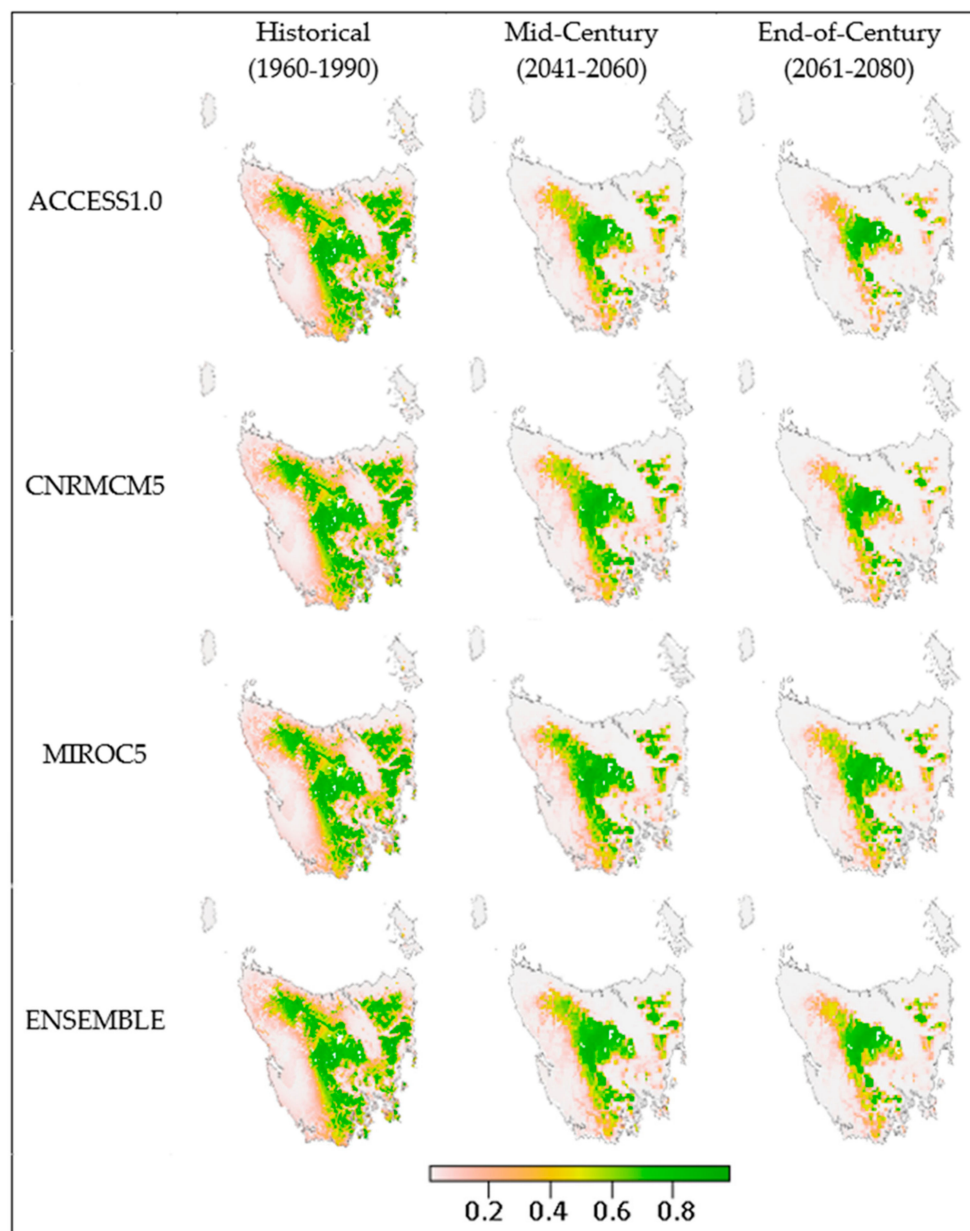 Historical Mid-Century End-of-Century
(1960-1990) (2041-2060) (2061-2080)
ACCESS1.0
CNRMCM5
MIROC5
ENSEMBLE
0.2 0.4 0.6 0.8